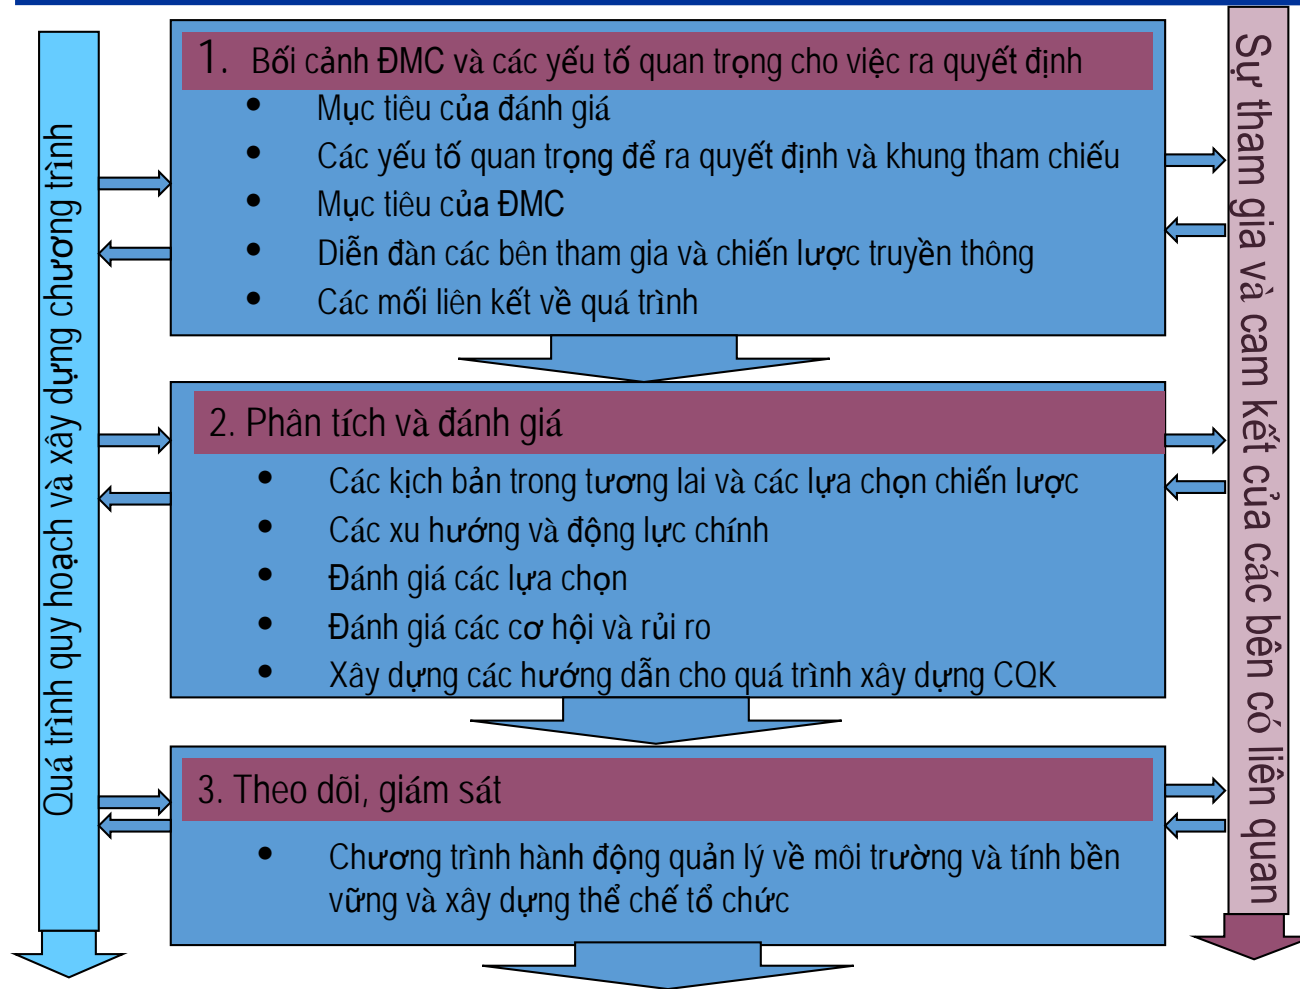 Quá trình quy hoạch và xây dựng chương trình
1. Bối cảnh ĐMC và các yếu tố quan trọng cho việc ra quyết định
• Mục tiêu của đánh giá
• Các yếu tố quan trọng để ra quyết định và khung tham chiếu
• Mục tiêu của ĐMC
• Diễn đàn các bên tham gia và chiến lược truyền thông
• Các mối liên kết về quá trình
2. Phân tích và đánh giá
• Các kịch bản trong tương lai và các lựa chọn chiến lược
• Các xu hướng và động lực chính
• Đánh giá các lựa chọn
• Đánh giá các cơ hội và rủi ro
• Xây dựng các hướng dẫn cho quá trình xây dựng CQK
3. Theo dõi, giám sát
• Chương trình hành động quản lý về môi trường và tính bền
vững và xây dựng thể chế tổ chức
Sự tham gia và cam kết của các bên có liên quan